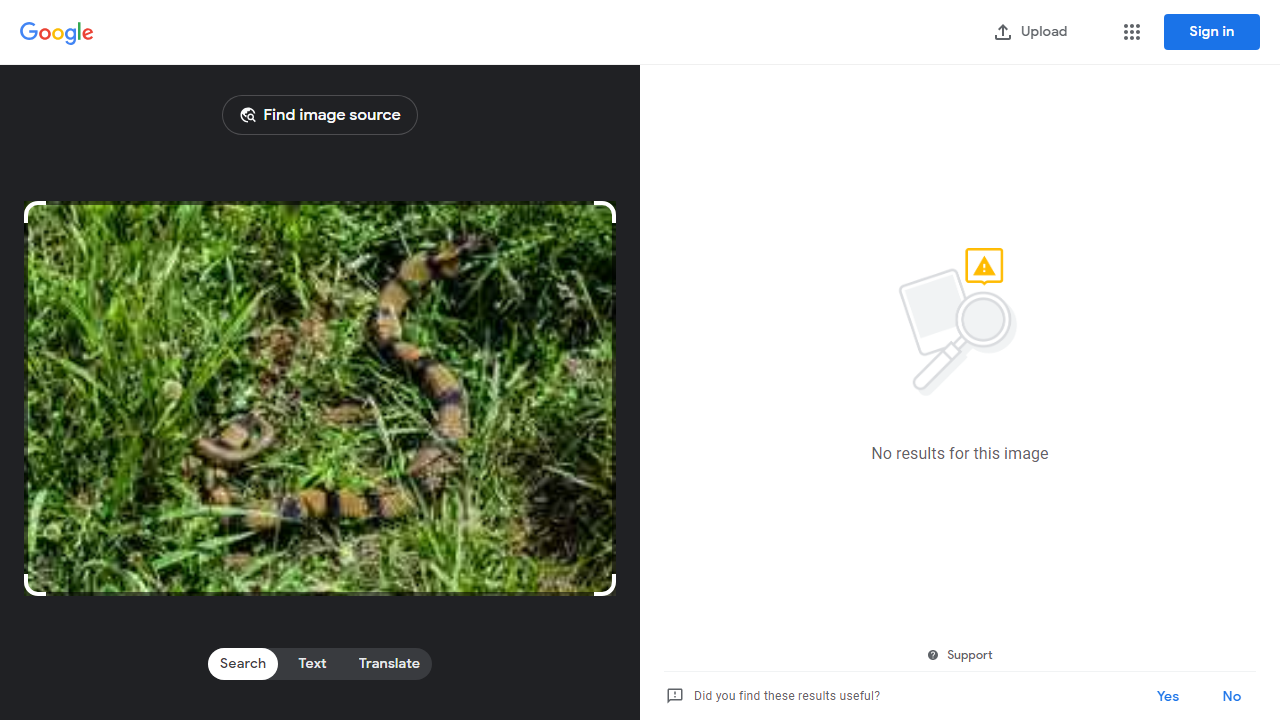 Google
Upload
Sign in
Find image source
No results for this image
Search
Text
Translate
Support
Did you find these results useful?
Yes
No